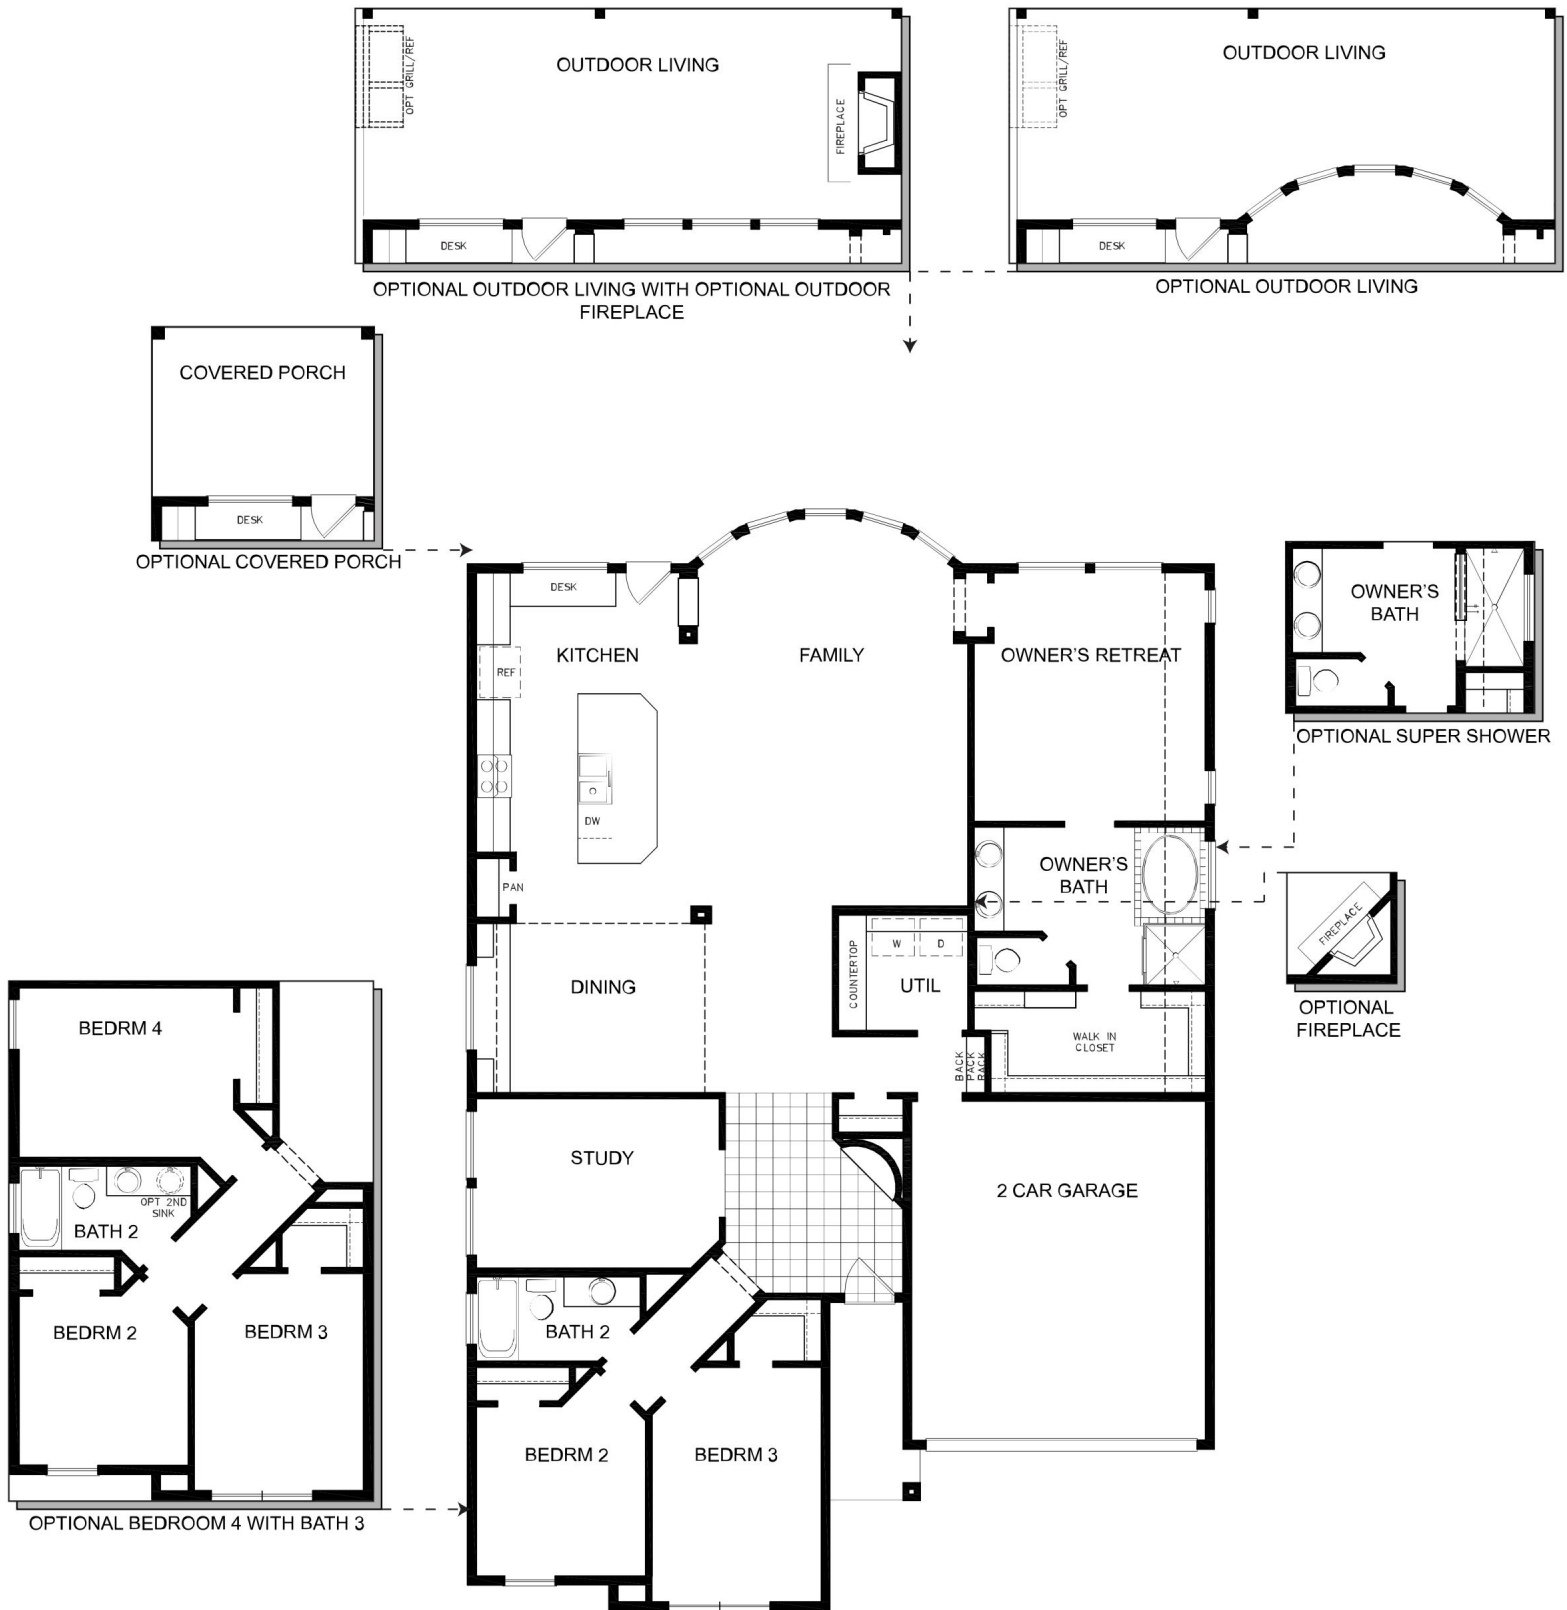 OUTDOOR LIVING
OPT GRILL/REF
FIREPLACE
DESK
OPTIONAL OUTDOOR LIVING WITH OPTIONAL OUTDOOR
FIREPLACE
OUTDOOR LIVING
OPT GRILL/REF
DESK
OPTIONAL OUTDOOR LIVING
COVERED PORCH
DESK
OPTIONAL COVERED PORCH
DESK
KITCHEN
REF
DW
PAN
FAMILY
OWNER'S RETREAT
OWNER'S
BATH
OPTIONAL SUPER SHOWER
OWNER'S
BATH
FIREPLACE
OPTIONAL
FIREPLACE
DINING
COUNTERTOP
W
D
UTIL
WALK IN
CLOSET
BACK
PACK
RACK
STUDY
2 CAR GARAGE
BATH 2
BEDRM 2
BEDRM 3
BEDRM 4
OPT 2ND
SINK
BATH 2
BEDRM 2
BEDRM 3
OPTIONAL BEDROOM 4 WITH BATH 3